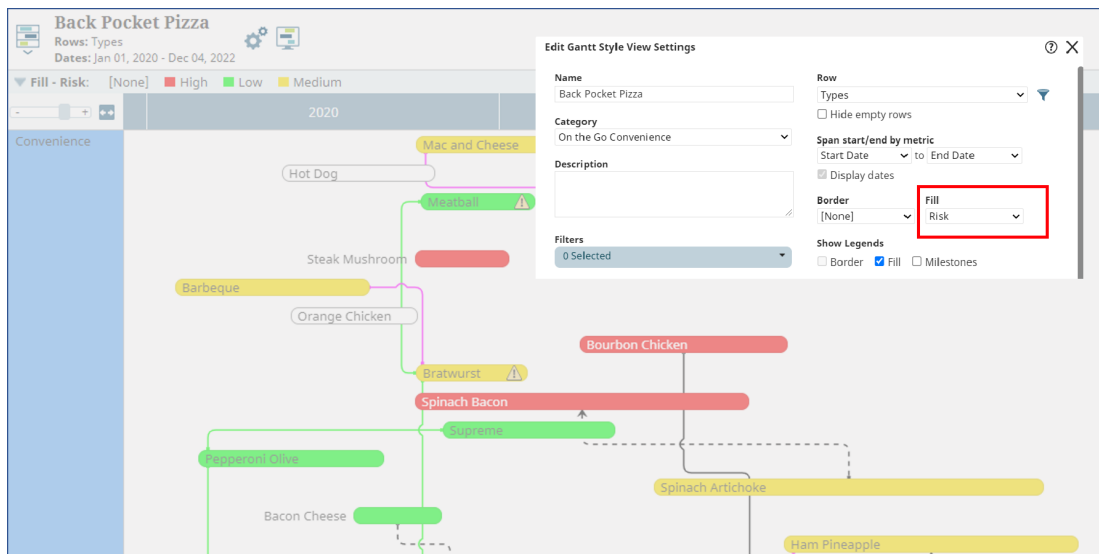 Back Pocket Pizza
Rows: Types
Dates: Jan 01, 2020 - Dec 04, 2022
Fill - Risk: [None] High Low Medium
- +
2020
Convenience
Mac and Cheese
Hot Dog
Meatball
Steak Mushroom
Barbeque
Orange Chicken
Bourbon Chicken
Bratwurst
Spinach Bacon
Supreme
Pepperoni Olive
Spinach Artichoke
Bacon Cheese
Ham Pineapple
Edit Gantt Style View Settings
Name
Back Pocket Pizza
Category
On the Go Convenience
Description
Filters
0 Selected
Row
Types
Hide empty rows
Span start/end by metric
Start Date to End Date
Display dates
Border Fill
[None] Risk
Show Legends
Border Fill Milestones